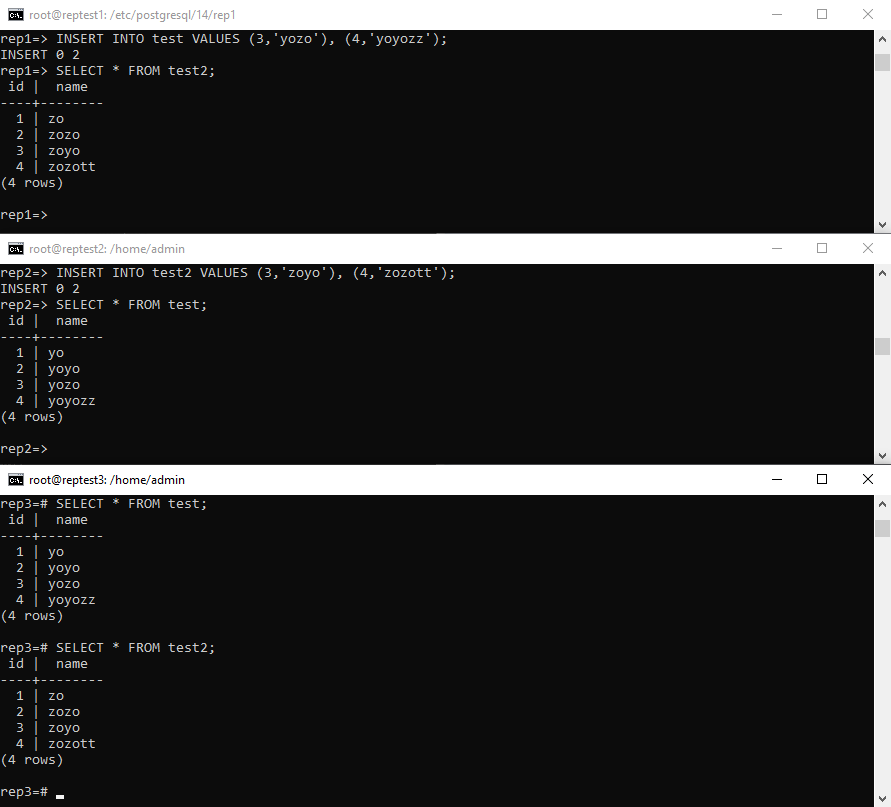 root@reptest1: /etc/postgresql/14/rep1
rep1=> INSERT INTO test VALUES (3,'yozo'), (4,'yoyozz');
INSERT 0 2
rep1=> SELECT * FROM test2;
 id |  name
----+--------
  1 | zo
  2 | zozo
  3 | zoyo
  4 | zozott
(4 rows)
rep1=>
root@reptest2: /home/admin
rep2=> INSERT INTO test2 VALUES (3,'zoyo'), (4,'zozott');
INSERT 0 2
rep2=> SELECT * FROM test;
 id |  name
----+--------
  1 | yo
  2 | yoyo
  3 | yozo
  4 | yoyozz
(4 rows)
rep2=>
root@reptest3: /home/admin
rep3=# SELECT * FROM test;
 id |  name
----+--------
  1 | yo
  2 | yoyo
  3 | yozo
  4 | yoyozz
(4 rows)
rep3=# SELECT * FROM test2;
 id |  name
----+--------
  1 | zo
  2 | zozo
  3 | zoyo
  4 | zozott
(4 rows)
rep3=#